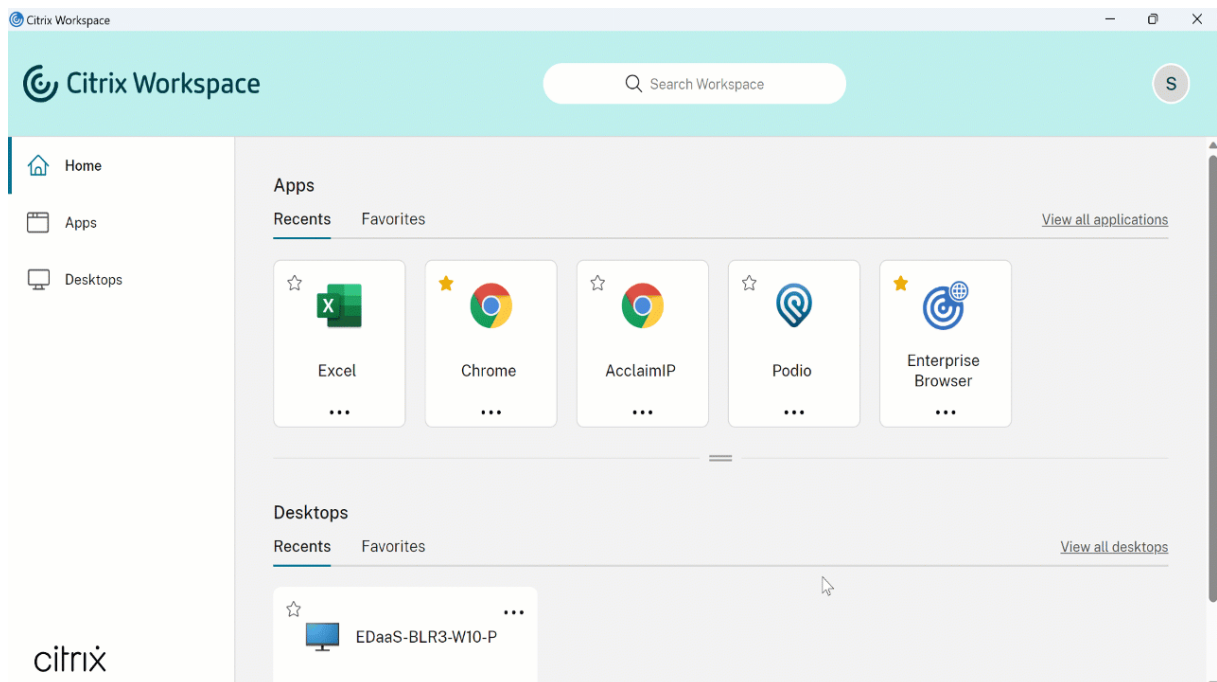 Citrix Workspace
Citrix Workspace
Search Workspace
S
Home
Apps
Desktops
Apps
Recents Favorites View all applications
X
Excel Chrome AcclaimIP Podio Enterprise
Browser
Desktops
Recents Favorites View all desktops
EDaaS-BLR3-W10-P
citrix